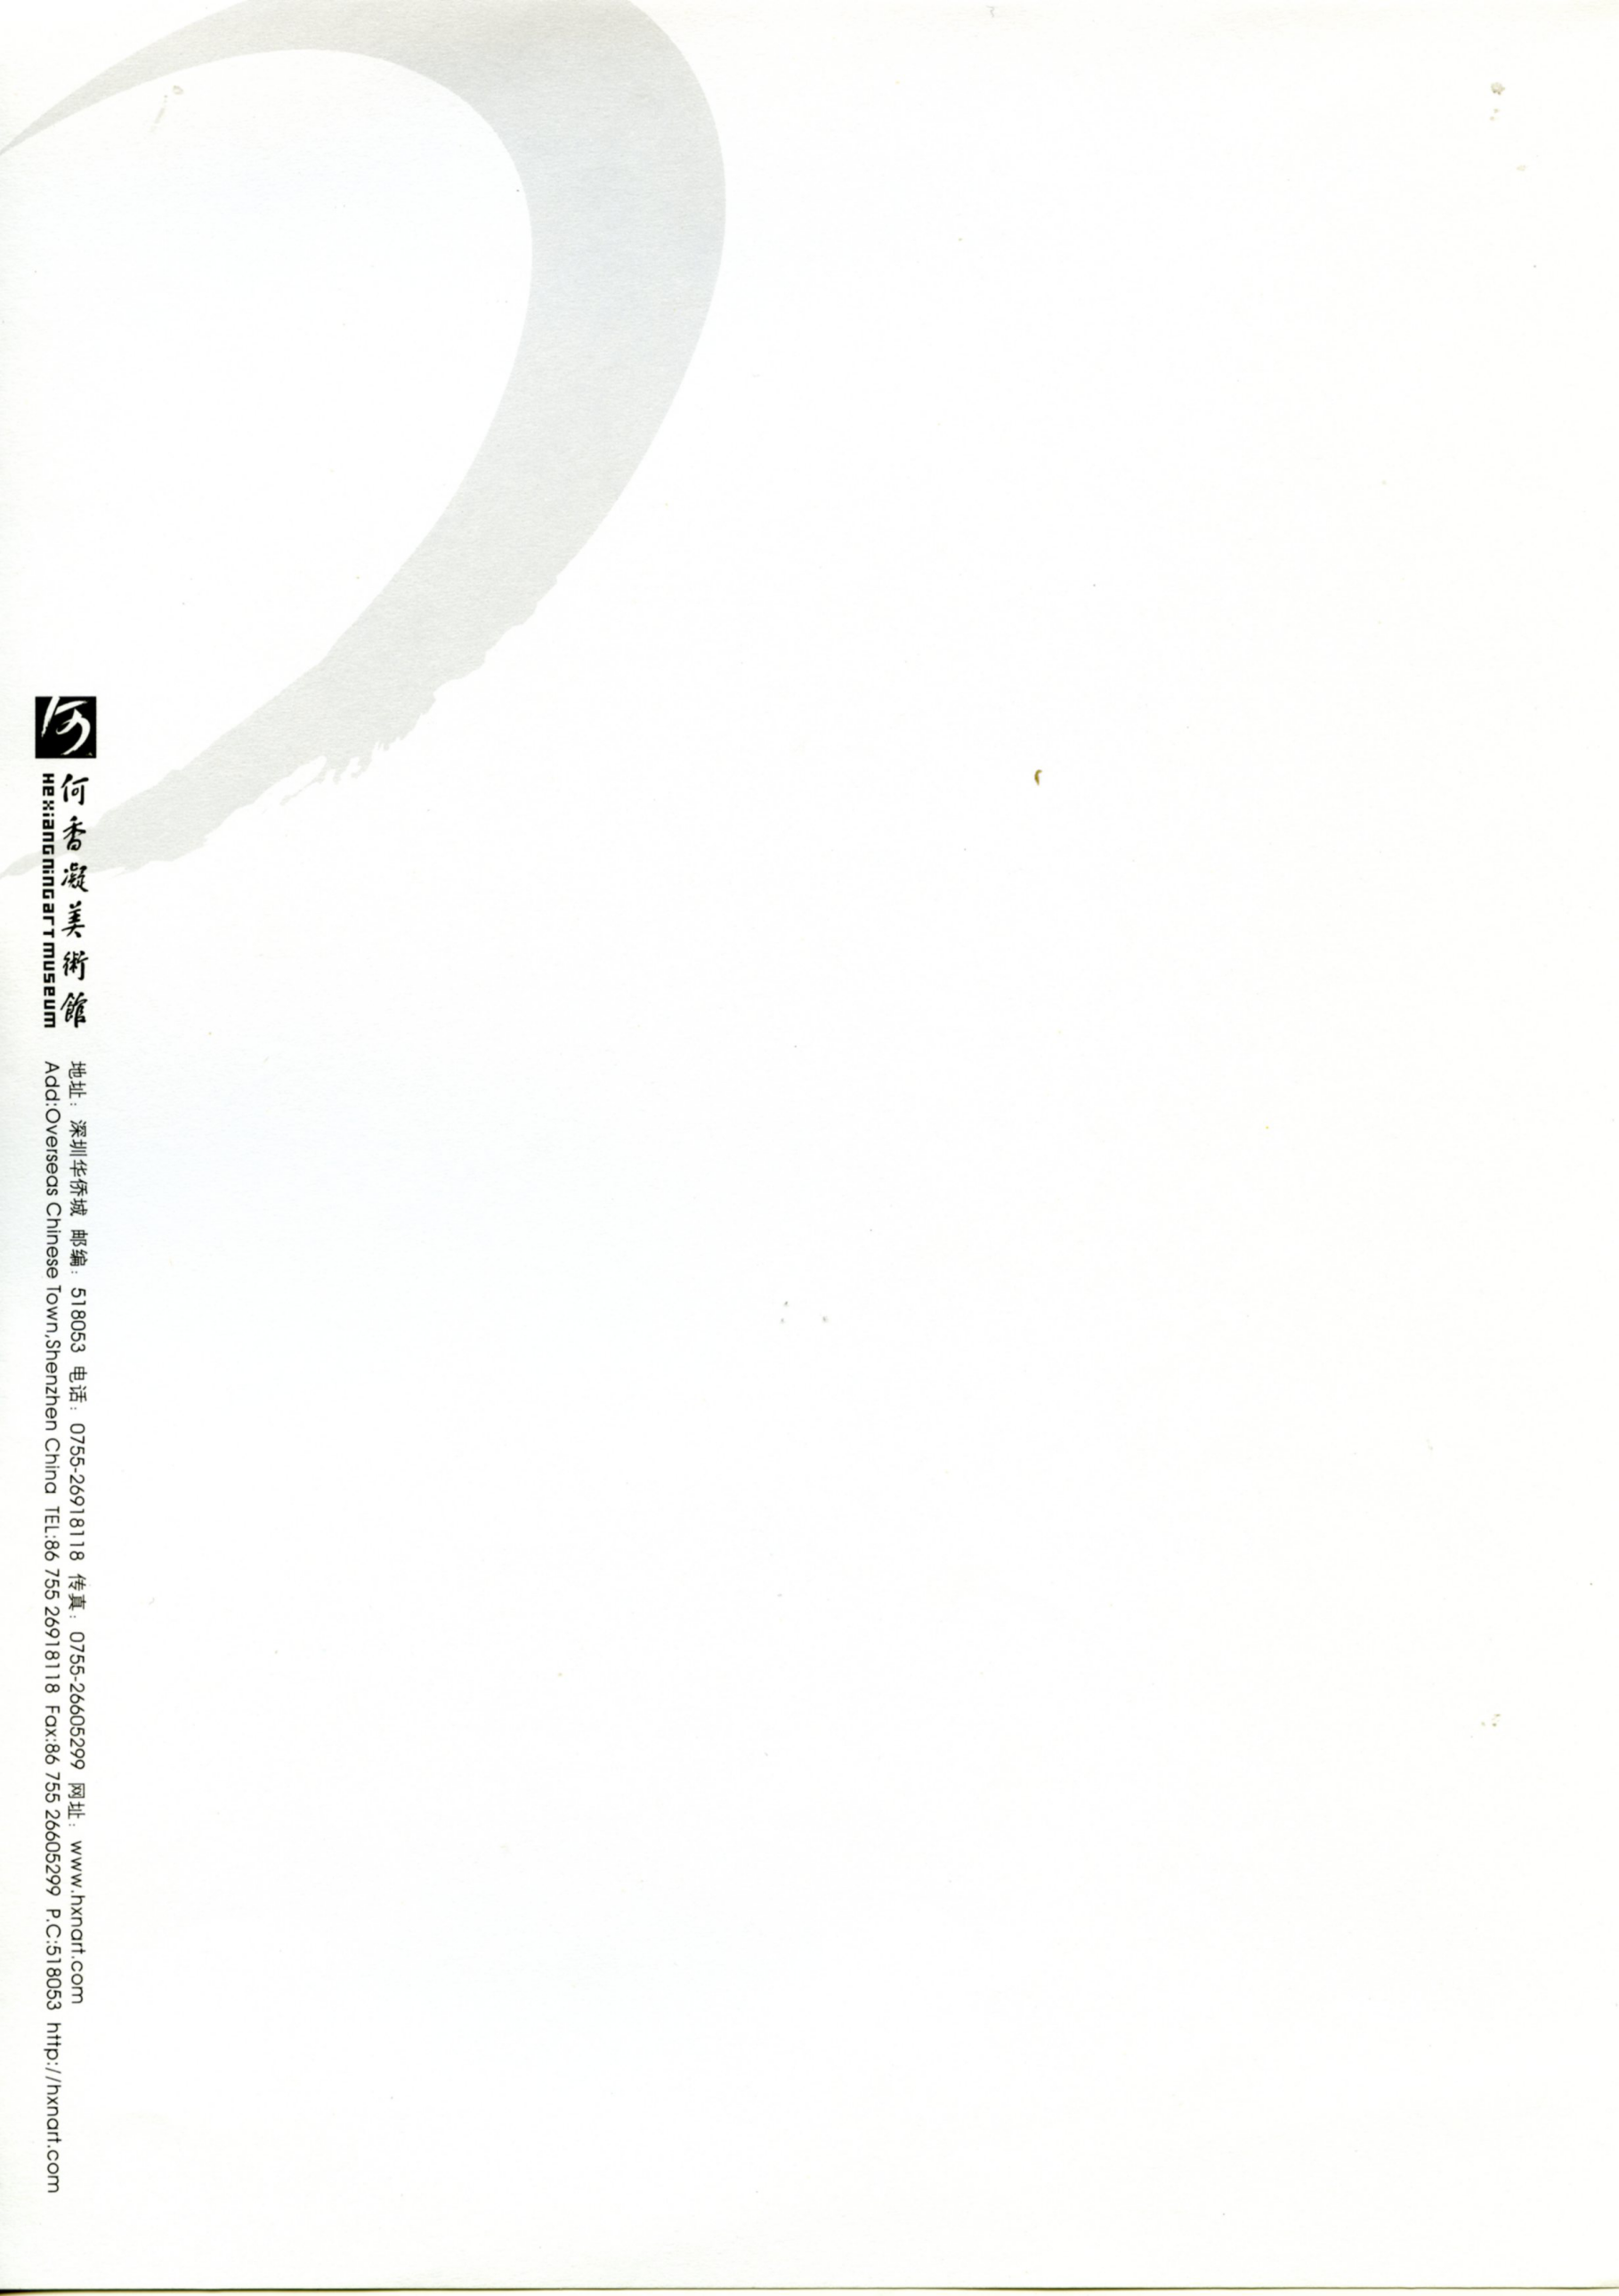 何香凝美術館
HexiangningarTmuseum
地址：深圳华侨城 邮编：518053 电话：0755-26918118 传真：0755-26605299 网址：www.hxnart.com
Add:Overseas Chinese Town,Shenzhen China TEL:86 755 26918118 Fax:86 755 26605299 P.C:518053 http://hxnart.com